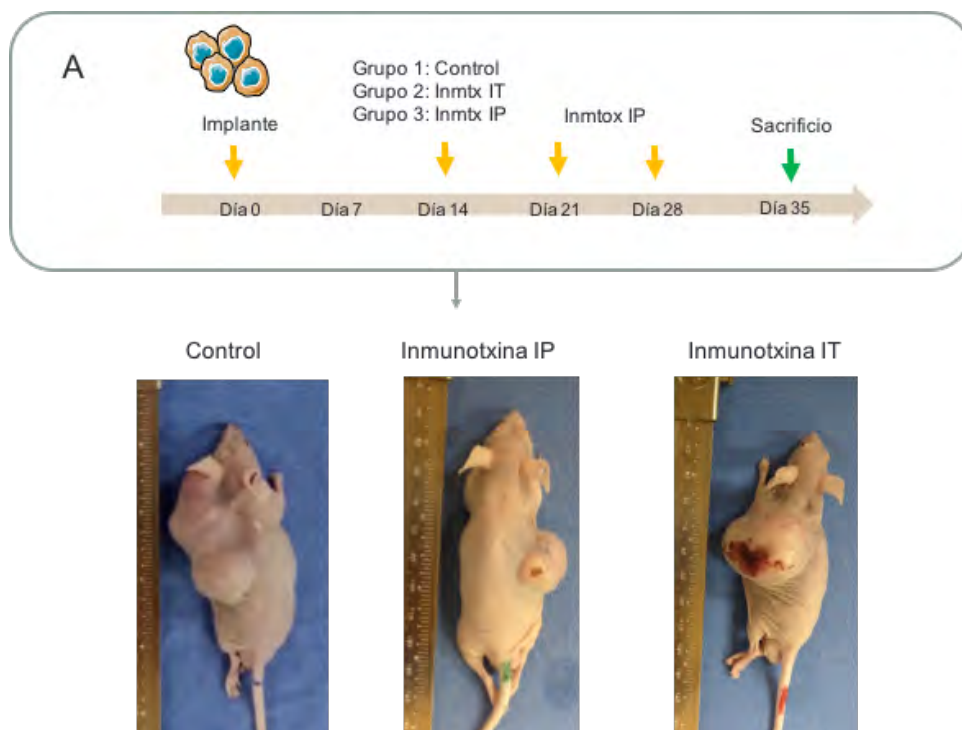 A
Implante
Grupo 1: Control
Grupo 2: Inmtx IT
Grupo 3: Inmtx IP
Inmtox IP
Sacrificio
Día 0
Día 7
Día 14
Día 21
Día 28
Día 35
Control
Inmunotxina IP
Inmunotxina IT